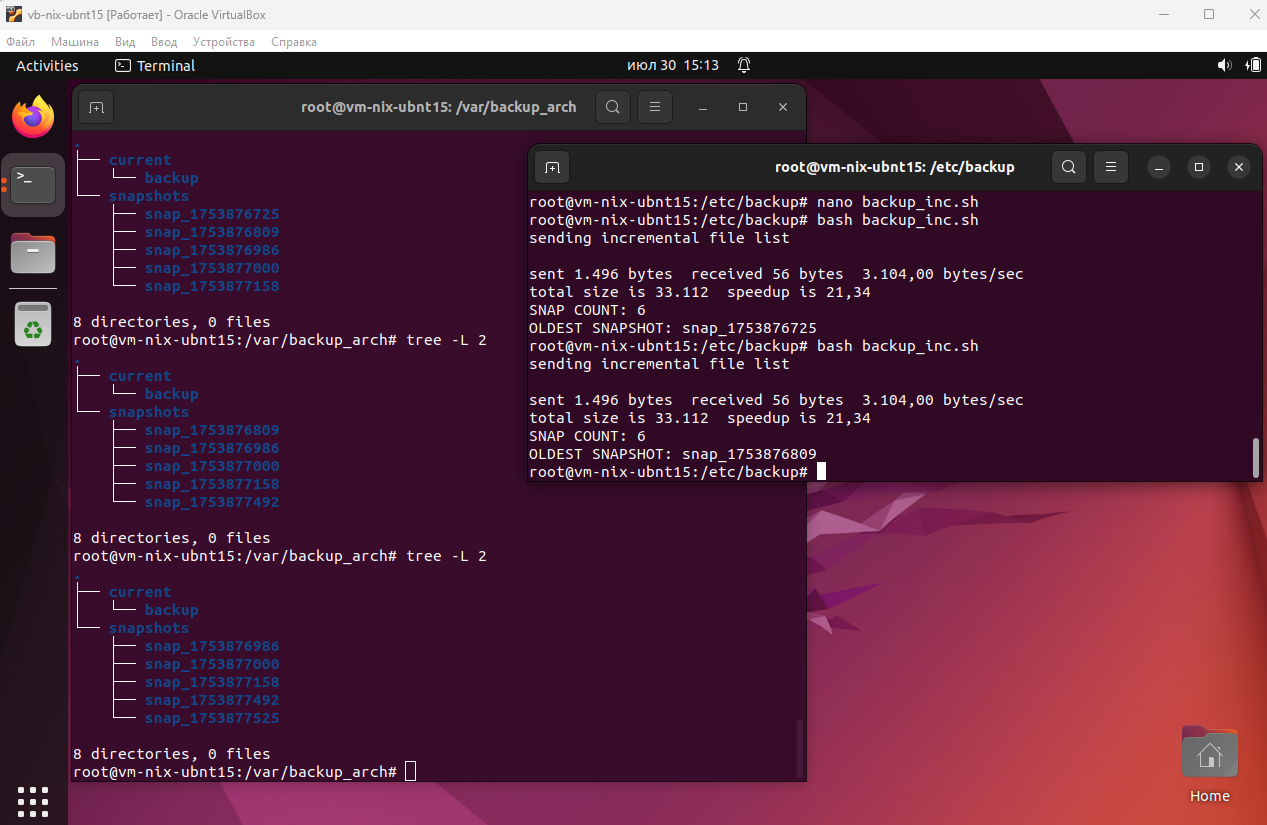 vb-nix-ubnt15 [Работает] - Oracle VirtualBox
Файл Машина Вид Ввод Устройства Справка
Activities Terminal июл 30 15:13
root@vm-nix-ubnt15: /var/backup_arch
.
├── current
│   └── backup
└── snapshots
    ├── snap_1753876725
    ├── snap_1753876809
    ├── snap_1753876986
    ├── snap_1753877000
    └── snap_1753877158
8 directories, 0 files
root@vm-nix-ubnt15:/var/backup_arch# tree -L 2
.
├── current
│   └── backup
└── snapshots
    ├── snap_1753876809
    ├── snap_1753876986
    ├── snap_1753877000
    ├── snap_1753877158
    └── snap_1753877492
8 directories, 0 files
root@vm-nix-ubnt15:/var/backup_arch# tree -L 2
.
├── current
│   └── backup
└── snapshots
    ├── snap_1753876986
    ├── snap_1753877000
    ├── snap_1753877158
    ├── snap_1753877492
    └── snap_1753877525
8 directories, 0 files
root@vm-nix-ubnt15:/var/backup_arch#
root@vm-nix-ubnt15: /etc/backup
root@vm-nix-ubnt15:/etc/backup# nano backup_inc.sh
root@vm-nix-ubnt15:/etc/backup# bash backup_inc.sh
sending incremental file list
sent 1.496 bytes  received 56 bytes  3.104,00 bytes/sec
total size is 33.112  speedup is 21,34
SNAP COUNT: 6
OLDEST SNAPSHOT: snap_1753876725
root@vm-nix-ubnt15:/etc/backup# bash backup_inc.sh
sending incremental file list
sent 1.496 bytes  received 56 bytes  3.104,00 bytes/sec
total size is 33.112  speedup is 21,34
SNAP COUNT: 6
OLDEST SNAPSHOT: snap_1753876809
root@vm-nix-ubnt15:/etc/backup#
Home